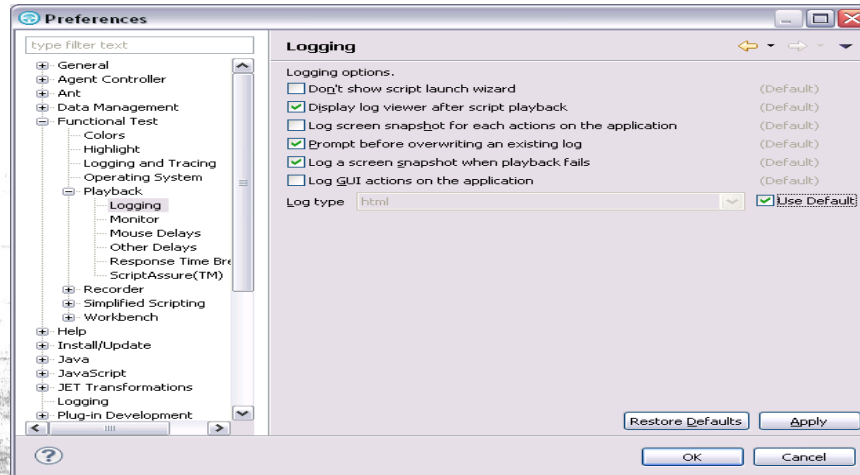 Preferences
type filter text
General
Agent Controller
Ant
Data Management
Functional Test
Colors
Highlight
Logging and Tracing
Operating System
Playback
Logging
Monitor
Mouse Delays
Other Delays
Response Time Bre
ScriptAssure(TM)
Recorder
Simplified Scripting
Workbench
Help
Install/Update
Java
JavaScript
JET Transformations
Logging
Plug-in Development
Logging
Logging options.
Don't show script launch wizard (Default)
Display log viewer after script playback (Default)
Log screen snapshot for each actions on the application (Default)
Prompt before overwriting an existing log (Default)
Log a screen snapshot when playback fails (Default)
Log GUI actions on the application (Default)
Log type html Use Default
Restore Defaults Apply
? OK Cancel